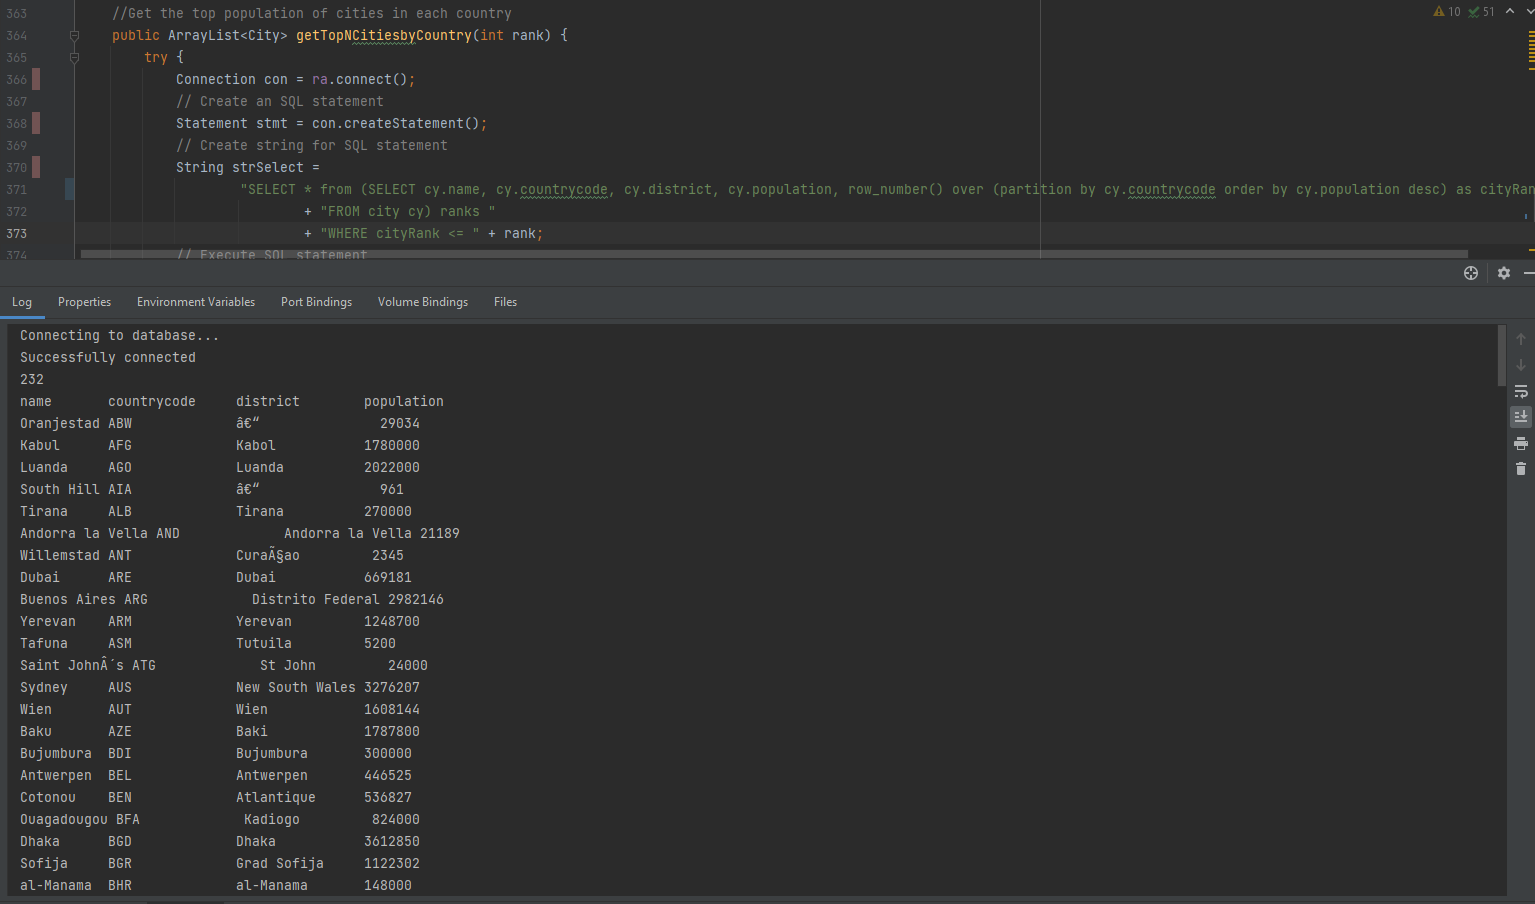 363 //Get the top population of cities in each country
10 51
364 public ArrayList<City> getTopNCitiesbyCountry(int rank) {
365 try {
366 Connection con = ra.connect();
367 // Create an SQL statement
368 Statement stmt = con.createStatement();
369 // Create string for SQL statement
370 String strSelect =
371 "SELECT * from (SELECT cy.name, cy.countrycode, cy.district, cy.population, row_number() over (partition by cy.countrycode order by cy.population desc) as cityRan
372 + "FROM city cy) ranks "
373 + "WHERE cityRank <= " + rank;
374 // Execute SQL statement
Log Properties Environment Variables Port Bindings Volume Bindings Files
Connecting to database...
Successfully connected
232
name countrycode district population
Oranjestad ABW â€“ 29034
Kabul AFG Kabol 1780000
Luanda AGO Luanda 2022000
South Hill AIA â€“ 961
Tirana ALB Tirana 270000
Andorra la Vella AND Andorra la Vella 21189
Willemstad ANT CuraÃ§ao 2345
Dubai ARE Dubai 669181
Buenos Aires ARG Distrito Federal 2982146
Yerevan ARM Yerevan 1248700
Tafuna ASM Tutuila 5200
Saint JohnÂ´s ATG St John 24000
Sydney AUS New South Wales 3276207
Wien AUT Wien 1608144
Baku AZE Baki 1787800
Bujumbura BDI Bujumbura 300000
Antwerpen BEL Antwerpen 446525
Cotonou BEN Atlantique 536827
Ouagadougou BFA Kadiogo 824000
Dhaka BGD Dhaka 3612850
Sofija BGR Grad Sofija 1122302
al-Manama BHR al-Manama 148000